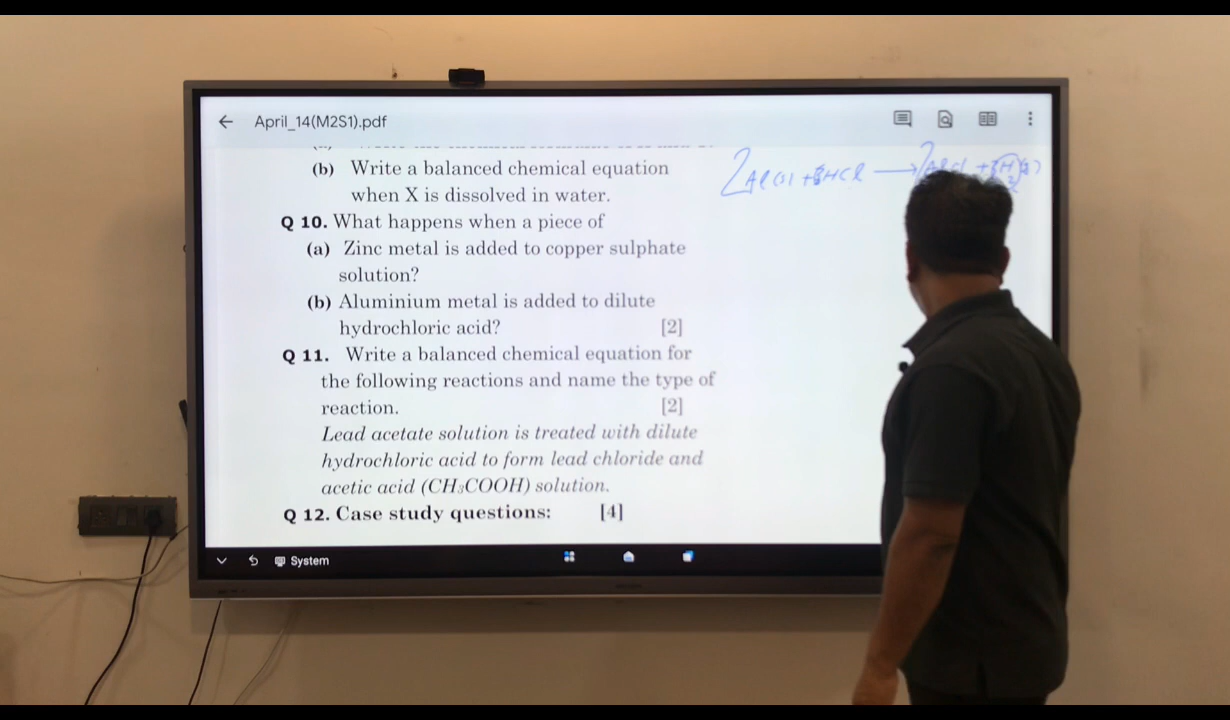 April_14(M2S1).pdf
(b) Write a balanced chemical equation
when X is dissolved in water.
Q 10. What happens when a piece of
(a) Zinc metal is added to copper sulphate
solution?
(b) Aluminium metal is added to dilute
hydrochloric acid? [2]
Q 11. Write a balanced chemical equation for
the following reactions and name the type of
reaction. [2]
Lead acetate solution is treated with dilute
hydrochloric acid to form lead chloride and
acetic acid (CH₃COOH) solution.
Q 12. Case study questions: [4]
System